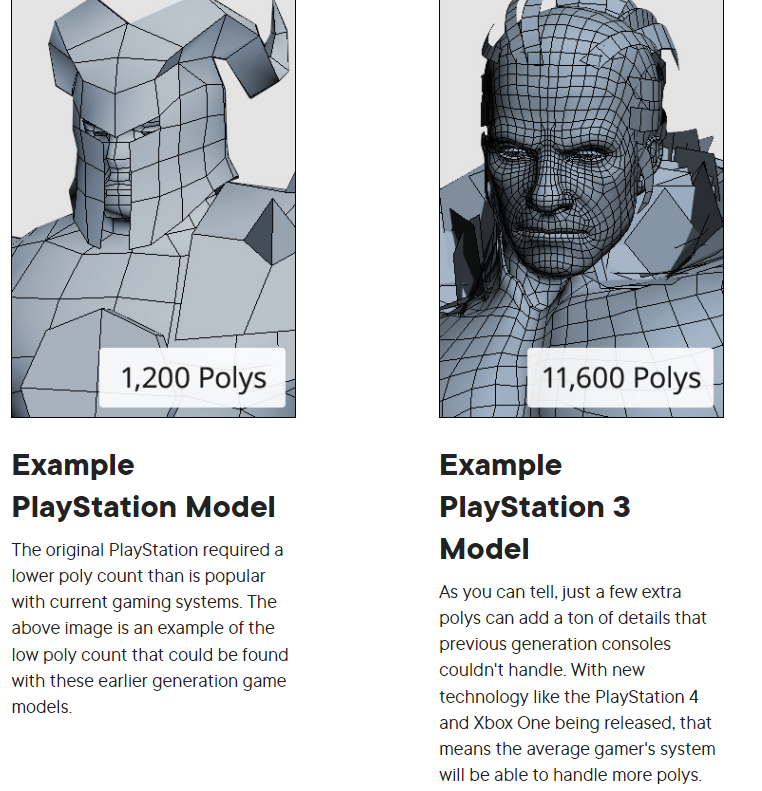 1,200 Polys
Example
PlayStation Model
The original PlayStation required a
lower poly count than is popular
with current gaming systems. The
above image is an example of the
low poly count that could be found
with these earlier generation game
models.
11,600 Polys
Example
PlayStation 3
Model
As you can tell, just a few extra
polys can add a ton of details that
previous generation consoles
couldn't handle. With new
technology like the PlayStation 4
and Xbox One being released, that
means the average gamer's system
will be able to handle more polys.